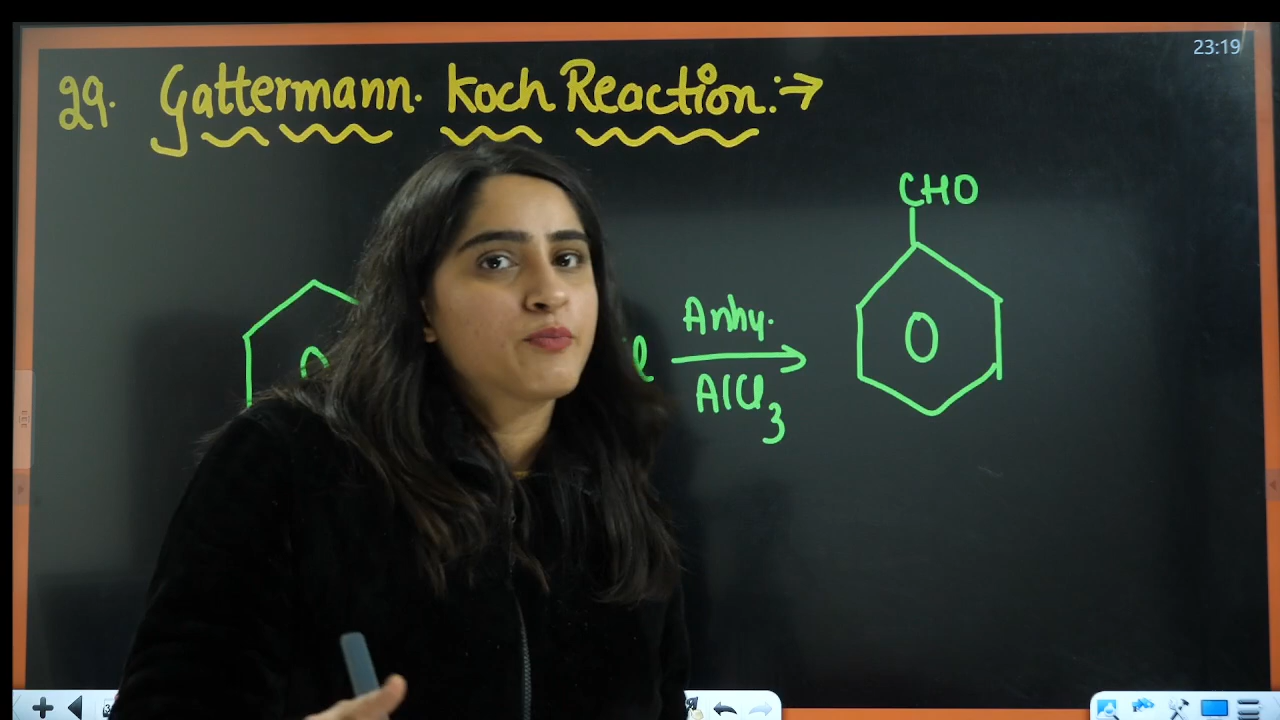 29. Gattermann. Koch Reaction :→
23:19
CHO
Anhy.
AlCl3